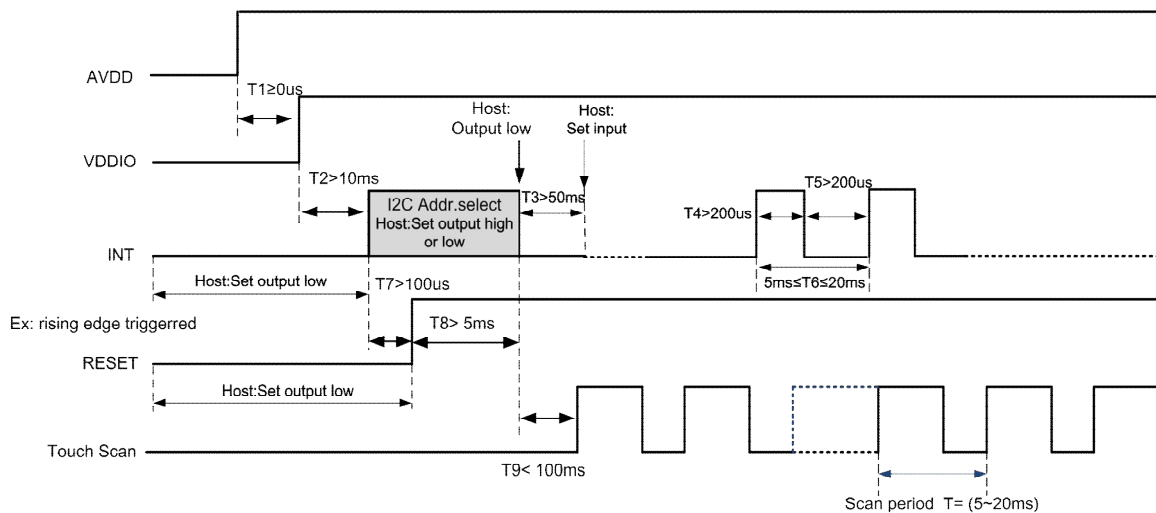 AVDD
T1≥0us
Host:
Output low
Host:
Set input
VDDIO
T2>10ms
I2C Addr.select
Host:Set output high
or low
T3>50ms
T4>200us
T5>200us
INT
Host:Set output low
T7>100us
5ms≤T6≤20ms
Ex: rising edge triggerred
T8> 5ms
RESET
Host:Set output low
Touch Scan
T9< 100ms
Scan period T= (5~20ms)